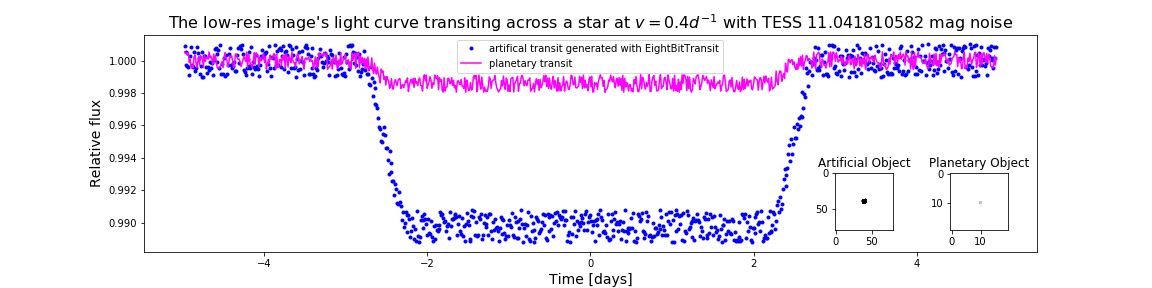 The low-res image's light curve transiting across a star at v = 0.4d⁻¹ with TESS 11.041810582 mag noise
artifical transit generated with EightBitTransit
planetary transit
Relative flux
1.000
0.998
0.996
0.994
0.992
0.990
−4
−2
0
2
4
Time [days]
Artificial Object
0
50
0
50
Planetary Object
0
10
0
10